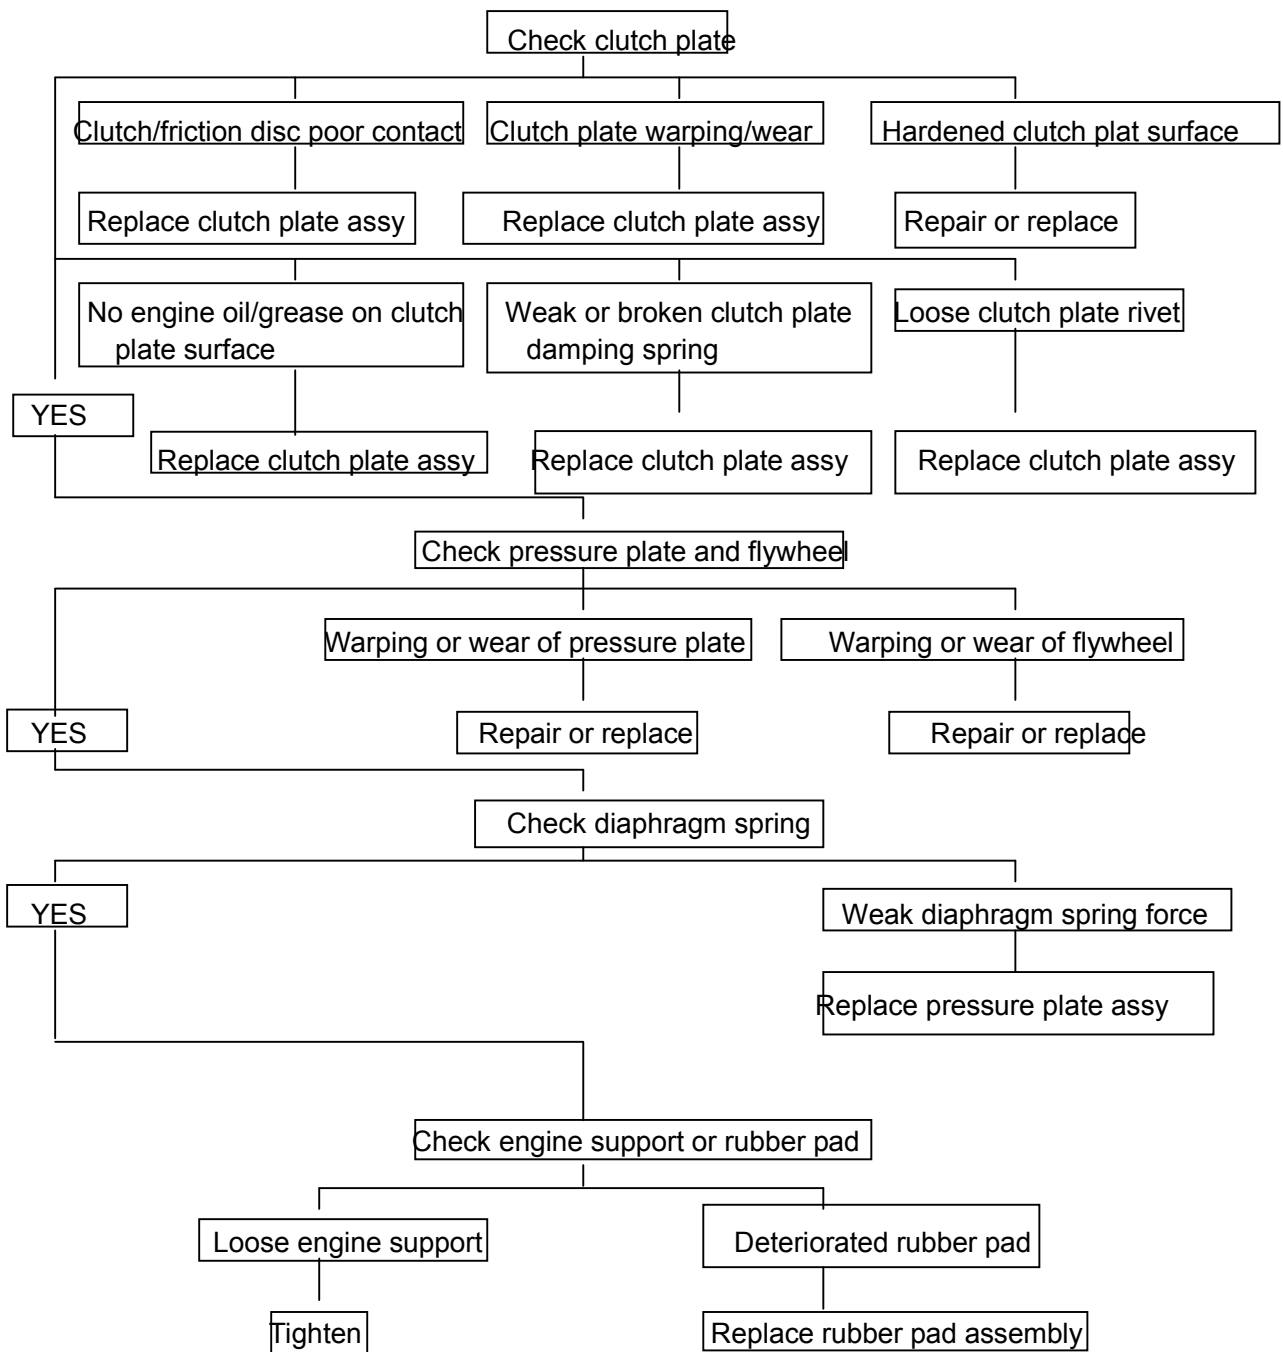 Check clutch plate
Clutch/friction disc poor contact
Clutch plate warping/wear
Hardened clutch plat surface
Replace clutch plate assy
Replace clutch plate assy
Repair or replace
No engine oil/grease on clutch
plate surface
Weak or broken clutch plate
damping spring
Loose clutch plate rivet
YES
Replace clutch plate assy
Replace clutch plate assy
Replace clutch plate assy
Check pressure plate and flywheel
Warping or wear of pressure plate
Warping or wear of flywheel
YES
Repair or replace
Repair or replace
Check diaphragm spring
YES
Weak diaphragm spring force
Replace pressure plate assy
Check engine support or rubber pad
Loose engine support
Deteriorated rubber pad
Tighten
Replace rubber pad assembly